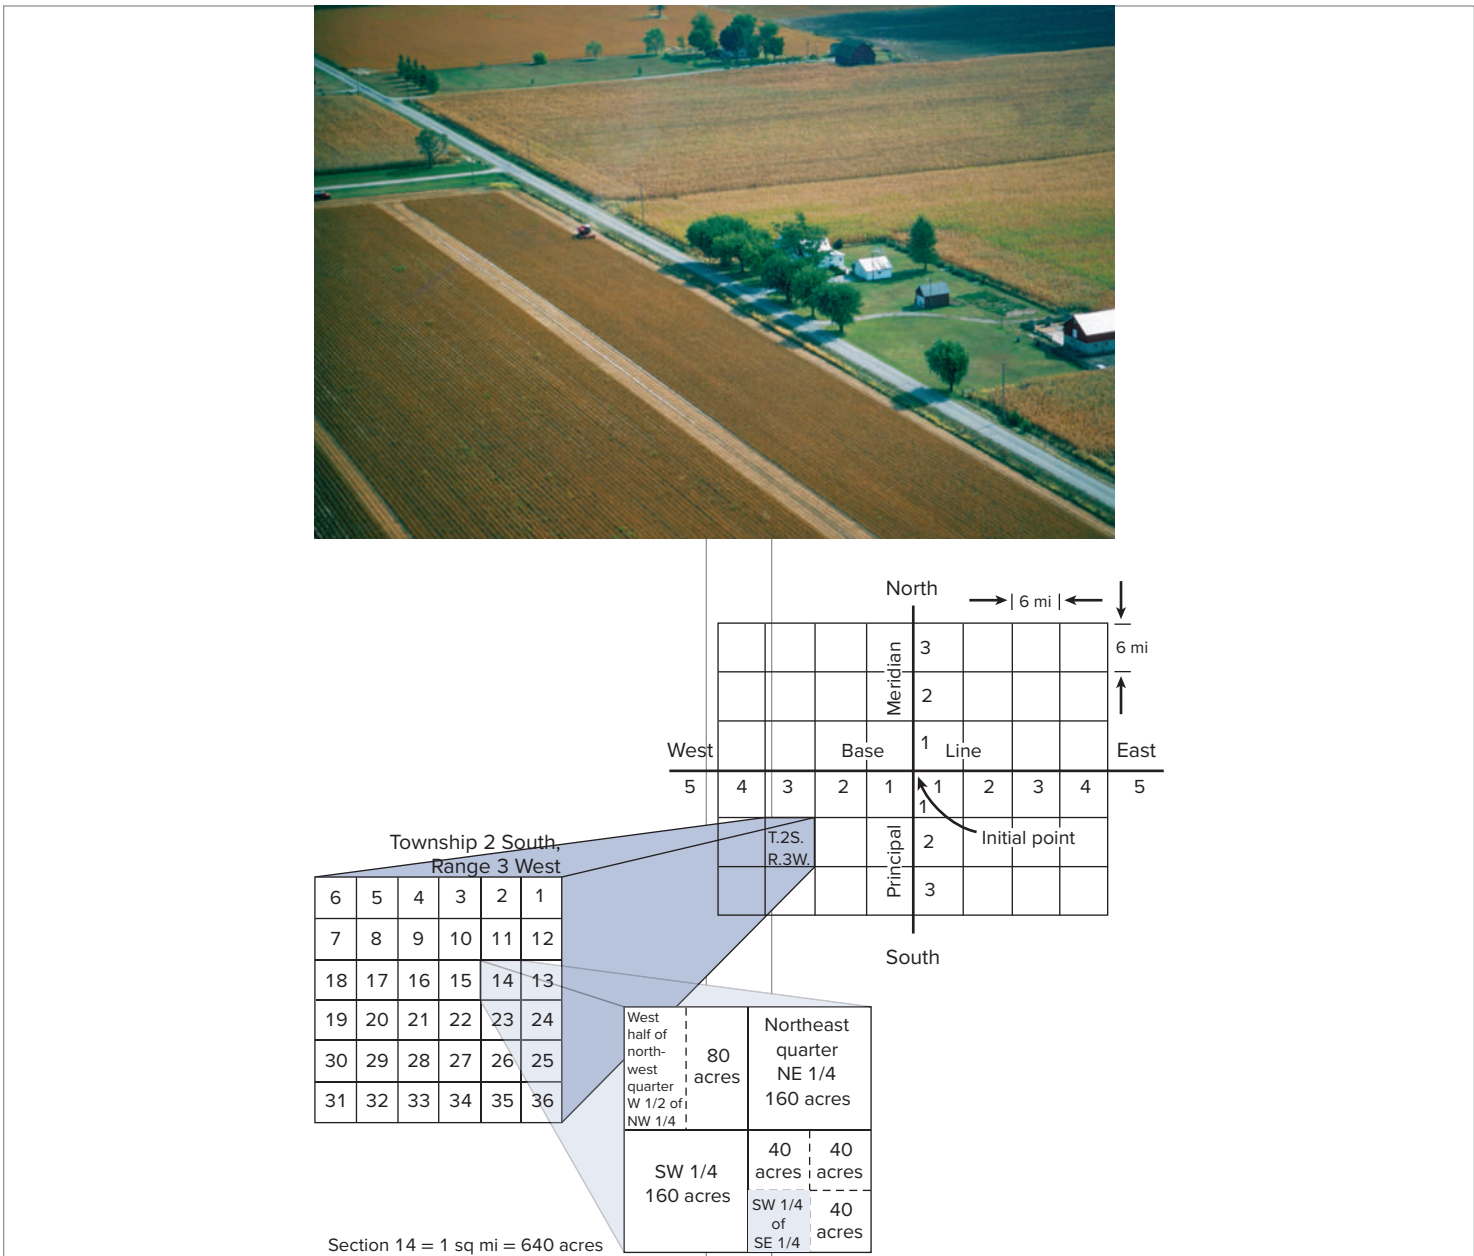 North
6 mi
3
6 mi
Meridian
2
1
West
Base
Line
East
5
4
3
2
1
1
2
3
4
5
1
Initial point
T.2S.
R.3W.
Principal
2
3
South
Township 2 South,
Range 3 West
6 5 4 3 2 1
7 8 9 10 11 12
18 17 16 15 14 13
19 20 21 22 23 24
30 29 28 27 26 25
31 32 33 34 35 36
West
half of
north-
west
quarter
W 1/2 of
NW 1/4
80
acres
Northeast
quarter
NE 1/4
160 acres
SW 1/4
160 acres
40
acres
40
acres
SW 1/4
of
SE 1/4
40
acres
Section 14 = 1 sq mi = 640 acres